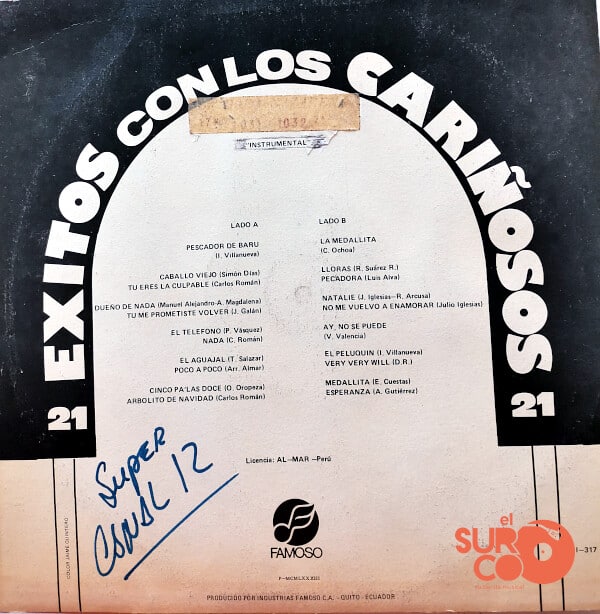 21 EXITOS CON LOS CARIÑOSOS 21
"INSTRUMENTAL"
LADO A
PESCADOR DE BARU
(I. Villanueva)
CABALLO VIEJO (Simón Días)
TU ERES LA CULPABLE (Carlos Román)
DUEÑO DE NADA (Manuel Alejandro-A. Magdalena)
TU ME PROMETISTE VOLVER (J. Galán)
EL TELEFONO (P. Vásquez)
NADA (C. Román)
EL AGUAJAL (T. Salazar)
POCO A POCO (Arr. Almar)
CINCO PA'LAS DOCE (O. Oropeza)
ARBOLITO DE NAVIDAD (Carlos Román)
LADO B
LA MEDALLITA
(C. Ochoa)
LLORAS (R. Suárez R.)
PECADORA (Luis Alva)
NATALIE (J. Iglesias-R. Arcusa)
NO ME VUELVO A ENAMORAR (Julio Iglesias)
AY, NO SE PUEDE
(V. Valencia)
EL PELUQUIN (I. Villanueva)
VERY VERY WILL (D.R.)
MEDALLITA (E. Cuestas)
ESPERANZA (A. Gutiérrez)
Licencia: AL-MAR-Perú
SUPER
12
FAMOSO
PRODUCIDO POR INDUSTRIAS FAMOSO C.A. - QUITO - ECUADOR
COLOR JAIME QUINTERO
-317
el
SURCO